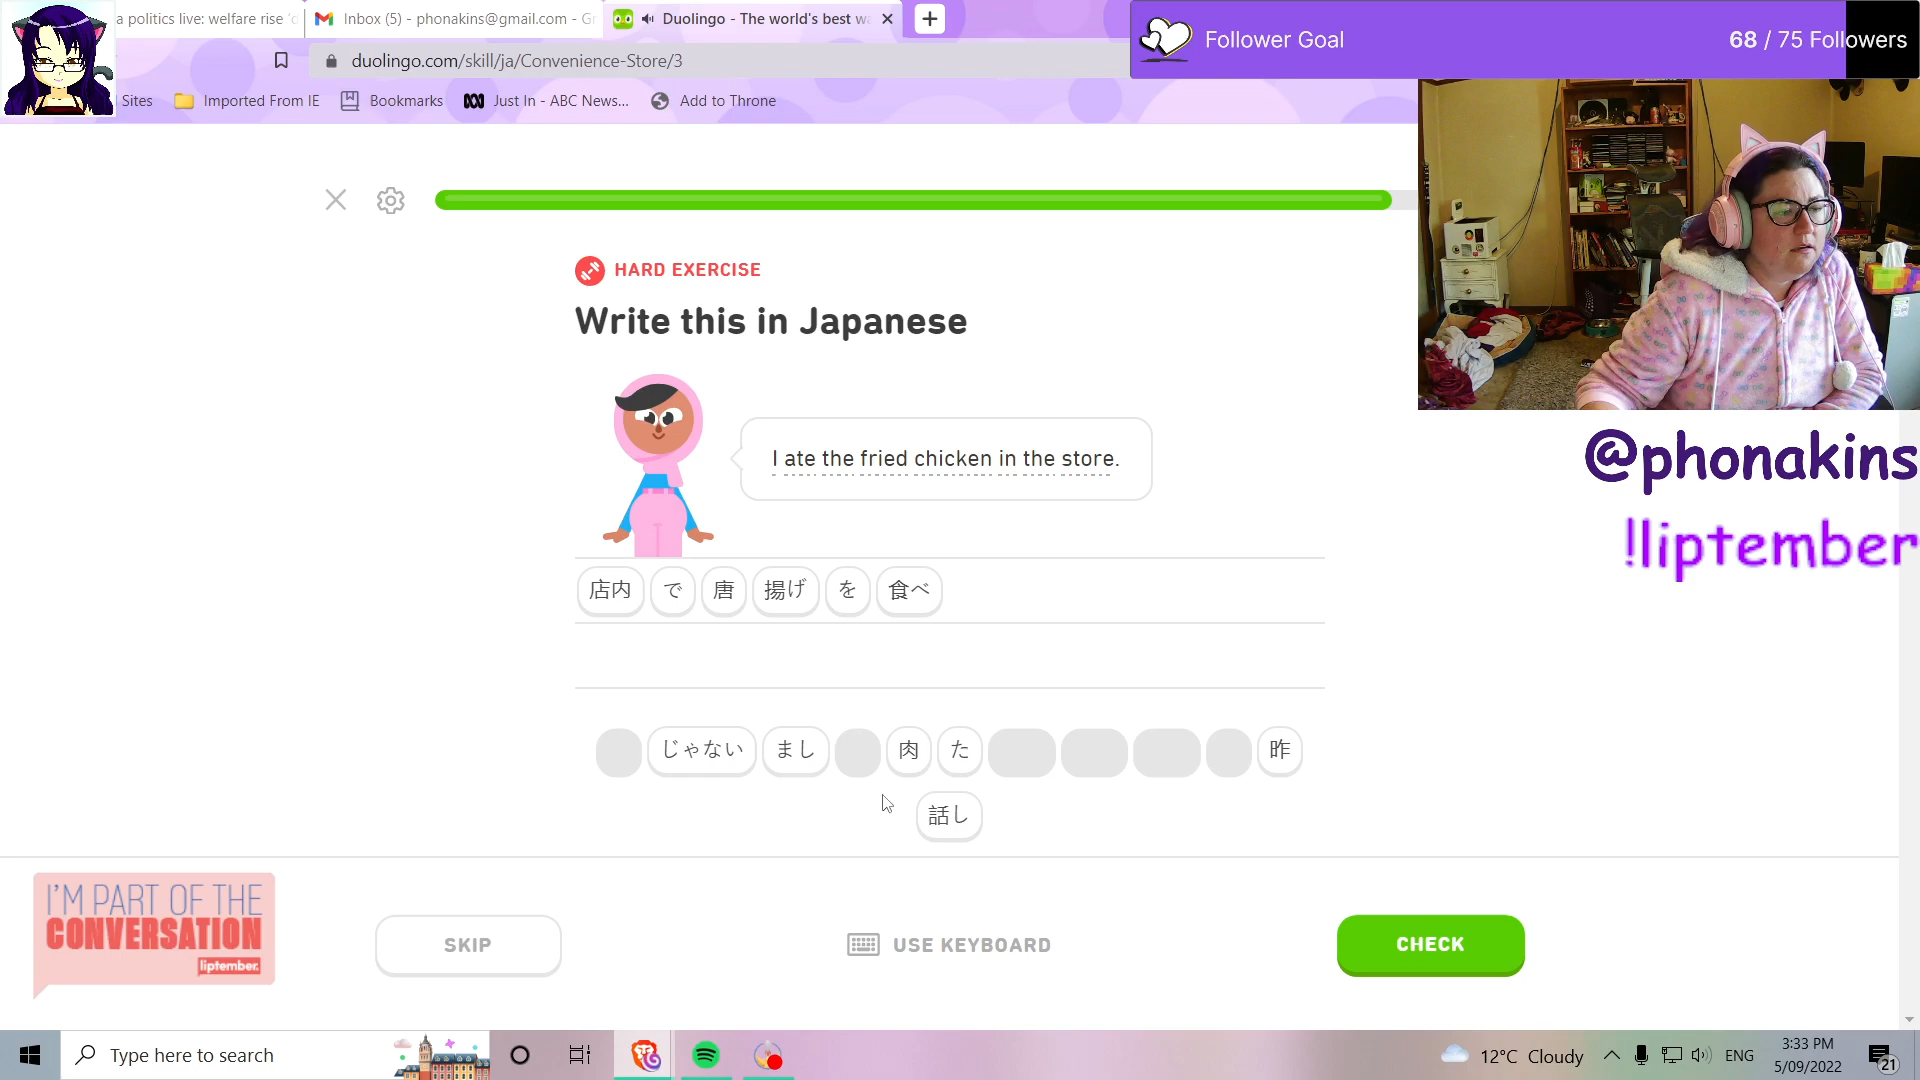 a politics live: welfare rise 'd
Inbox (5) - phonakins@gmail.com - Gr
Duolingo - The world's best wa
Follower Goal
68 / 75 Followers
duolingo.com/skill/ja/Convenience-Store/3
Sites
Imported From IE
Bookmarks
Just In - ABC News...
Add to Throne
HARD EXERCISE
Write this in Japanese
I ate the fried chicken in the store.
@phonakins
!liptember
店内 で 唐 揚げ を 食べ
じゃない まし 肉 た 昨
話し
I'M PART OF THE
CONVERSATION
liptember.
SKIP
USE KEYBOARD
CHECK
Type here to search
12°C Cloudy
ENG
3:33 PM
5/09/2022
21